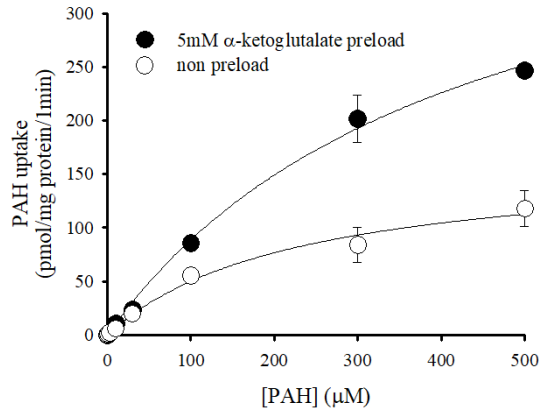 5mM α-ketoglutalate preload
non preload
300
250
200
150
100
50
0
PAH uptake
(pmol/mg protein/1min)
0
100
200
300
400
500
[PAH] (μM)